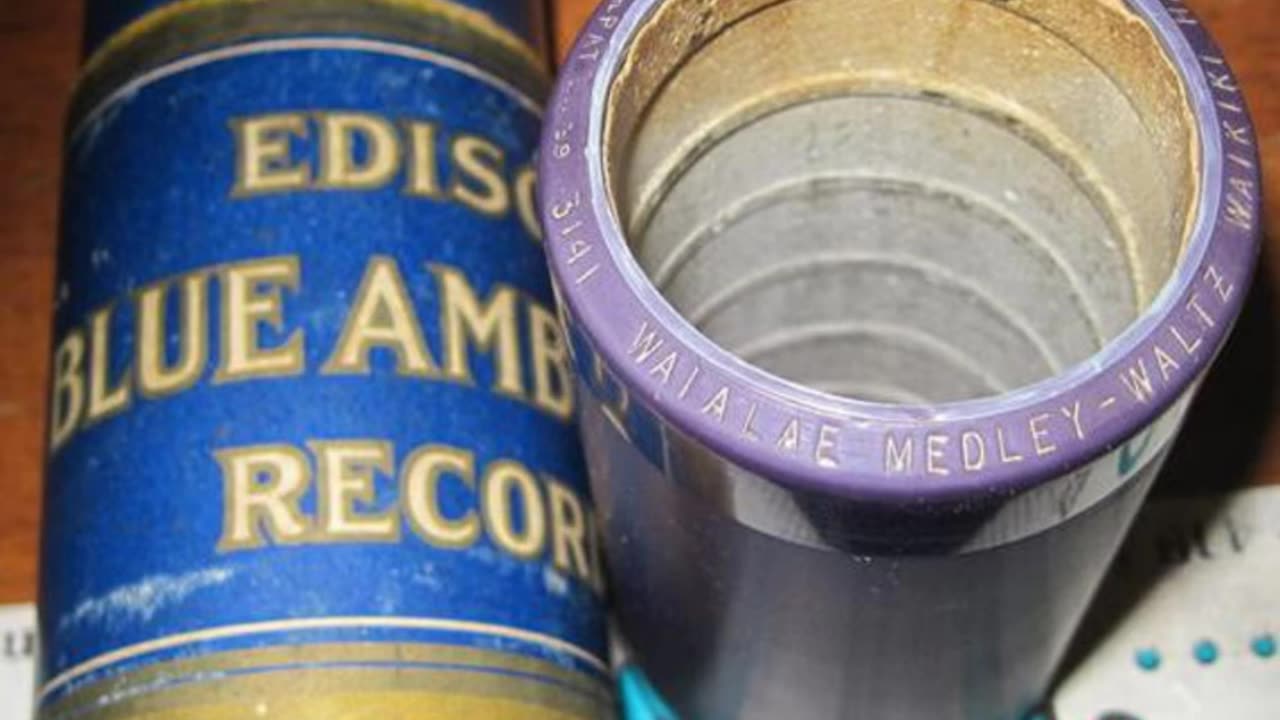 EDISO
BLUE AMB
RECOR
3141 WAIALAE MEDLEY-WALTZ WAIKIKI